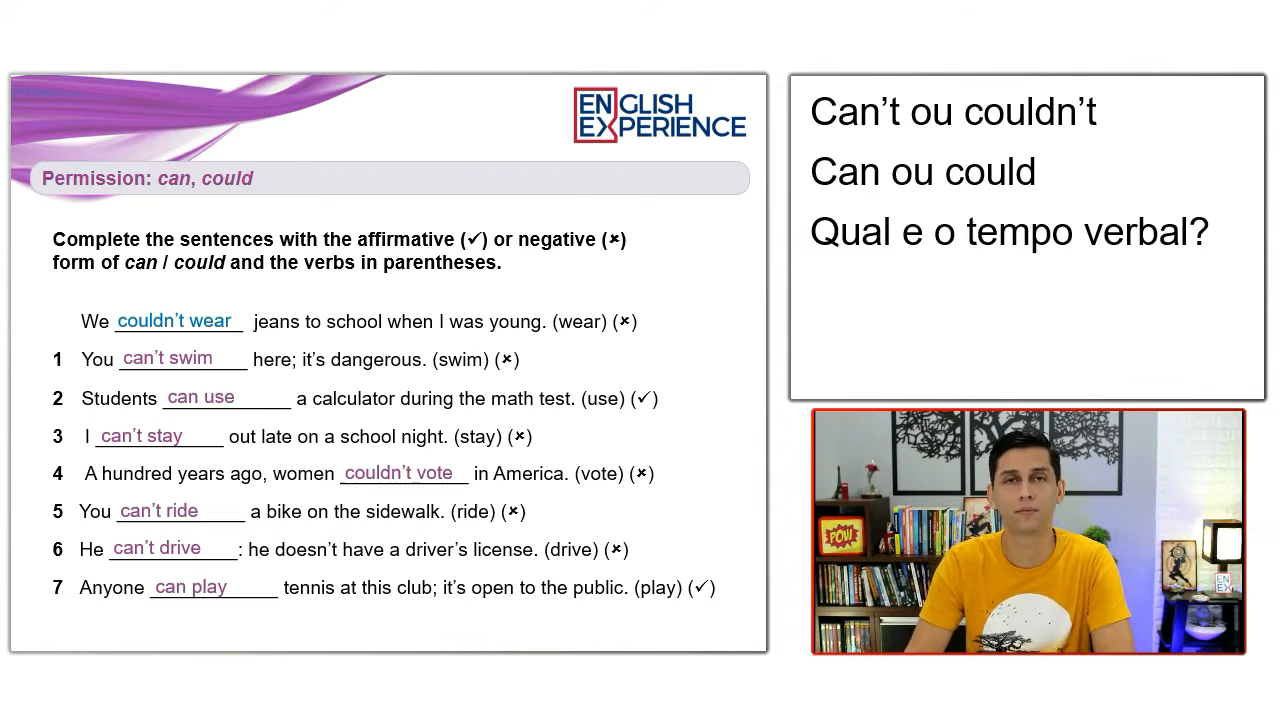 ENGLISH
EXPERIENCE
Permission: can, could
Complete the sentences with the affirmative (✓) or negative (×)
form of can / could and the verbs in parentheses.
We couldn't wear jeans to school when I was young. (wear) (×)
1 You can't swim here; it's dangerous. (swim) (×)
2 Students can use a calculator during the math test. (use) (✓)
3 I can't stay out late on a school night. (stay) (×)
4 A hundred years ago, women couldn't vote in America. (vote) (×)
5 You can't ride a bike on the sidewalk. (ride) (×)
6 He can't drive: he doesn't have a driver's license. (drive) (×)
7 Anyone can play tennis at this club; it's open to the public. (play) (✓)
Can't ou couldn't
Can ou could
Qual e o tempo verbal?
POW!
EN
EX